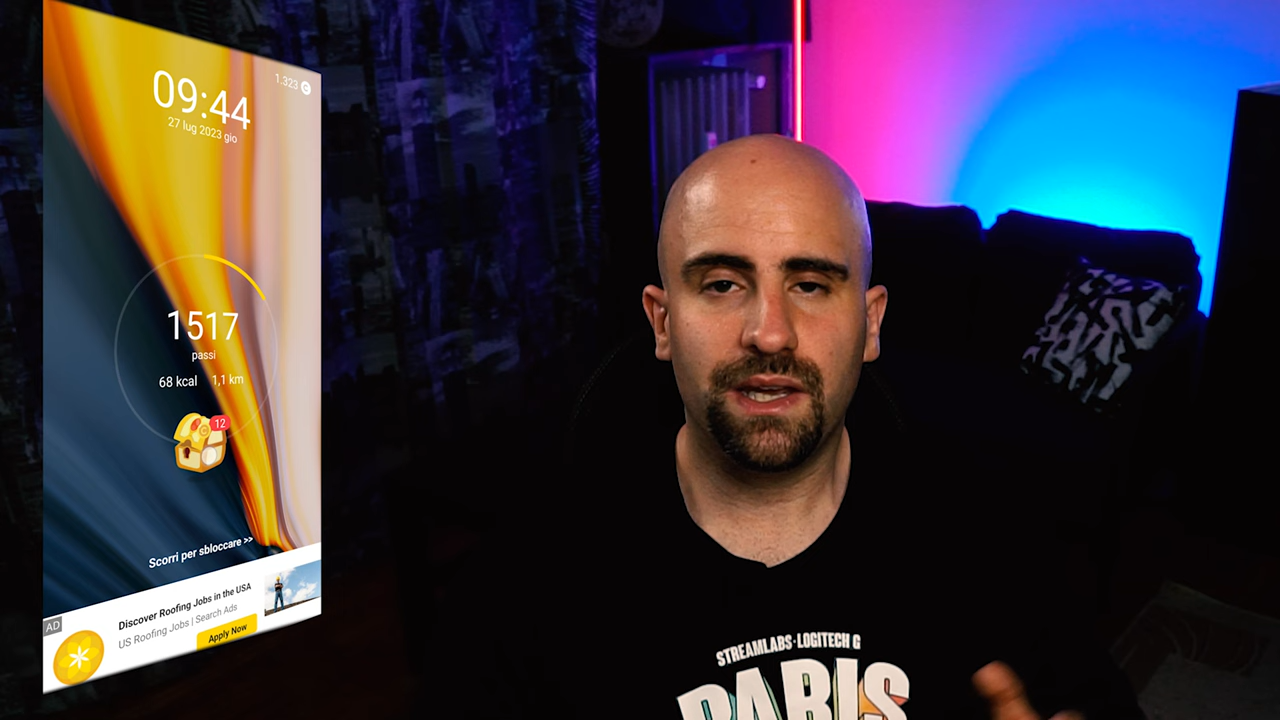 1.323 C
09:44
27 lug 2023 gio
1517
passi
68 kcal 1,1 km
12
Scorri per sbloccare >>
AD
Discover Roofing Jobs in the USA
US Roofing Jobs | Search Ads
Apply Now
STREAMLABS·LOGITECH G
PARIS